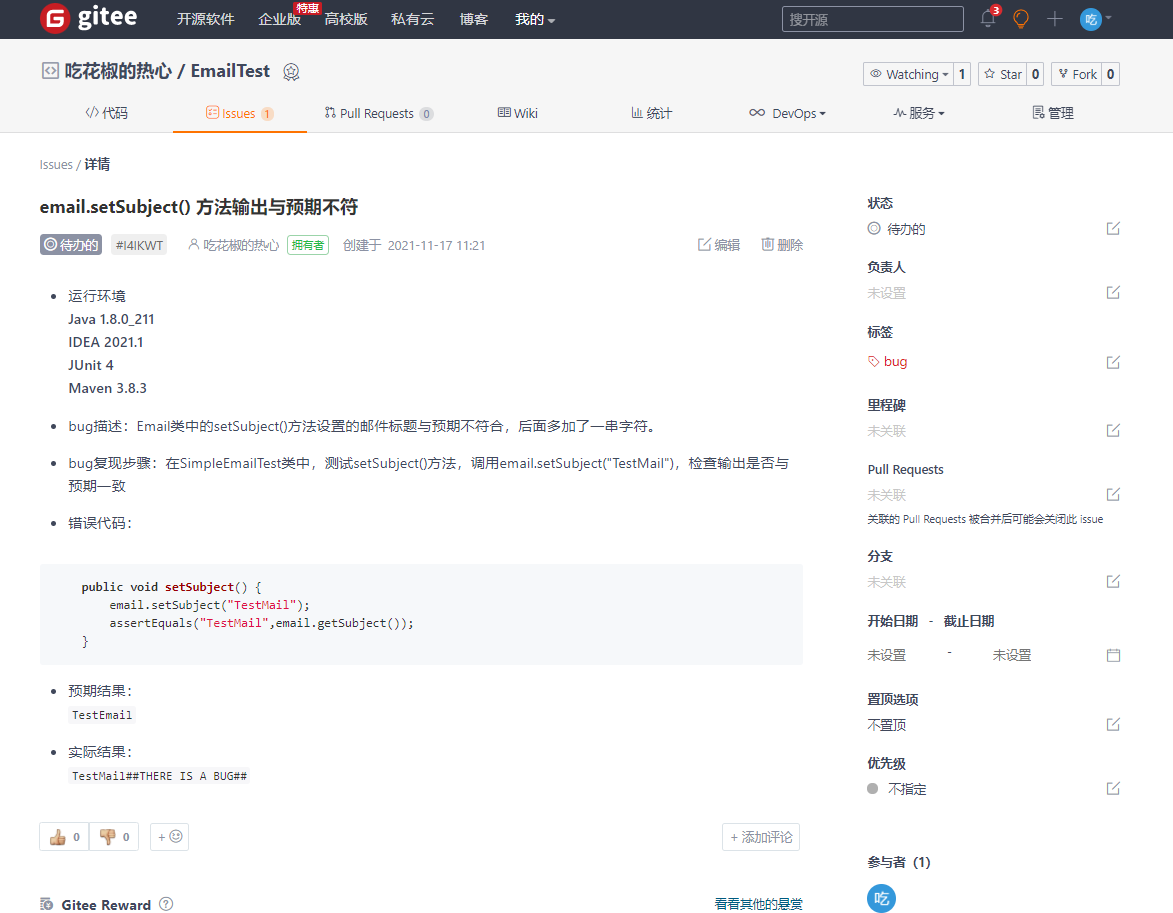 gitee 开源软件 企业版 特惠 高校版 私有云 博客 我的 搜开源 3 吃
吃花椒的热心 / EmailTest Watching 1 Star 0 Fork 0
代码 Issues 1 Pull Requests 0 Wiki 统计 DevOps 服务 管理
Issues / 详情
email.setSubject() 方法输出与预期不符
待办的 #I4IKWT 吃花椒的热心 拥有者 创建于 2021-11-17 11:21 编辑 删除
运行环境
Java 1.8.0_211
IDEA 2021.1
JUnit 4
Maven 3.8.3
bug描述：Email类中的setSubject()方法设置的邮件标题与预期不符合，后面多加了一串字符。
bug复现步骤：在SimpleEmailTest类中，测试setSubject()方法，调用email.setSubject("TestMail")，检查输出是否与
预期一致
错误代码：
public void setSubject() {
email.setSubject("TestMail");
assertEquals("TestMail",email.getSubject());
}
预期结果：
TestEmail
实际结果：
TestMail##THERE IS A BUG##
0 0 + + 添加评论
Gitee Reward ? 看看其他的悬赏
状态
待办的
负责人
未设置
标签
bug
里程碑
未关联
Pull Requests
未关联
关联的 Pull Requests 被合并后可能会关闭此 issue
分支
未关联
开始日期 - 截止日期
未设置 - 未设置
置顶选项
不置顶
优先级
不指定
参与者（1）
吃